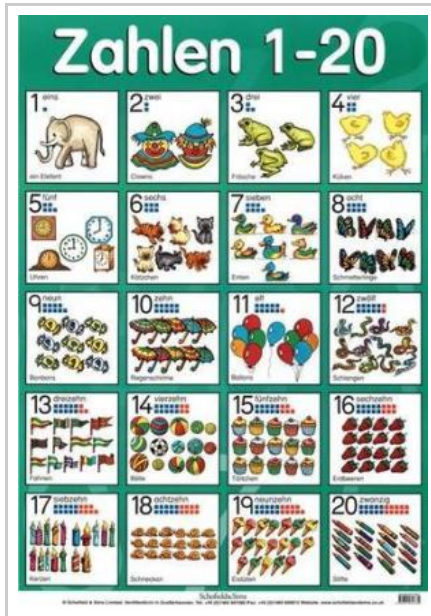 Zahlen 1-20
1 eins
ein Elefant
2 zwei
Clowns
3 drei
Frösche
4 vier
Küken
5 fünf
Uhren
6 sechs
Kätzchen
7 sieben
Enten
8 acht
Schmetterlinge
9 neun
Bonbons
10 zehn
Regenschirme
11 elf
Ballons
12 zwölf
Schlangen
13 dreizehn
Fahnen
14 vierzehn
Bälle
15 fünfzehn
Törtchen
16 sechzehn
Erdbeeren
17 siebzehn
Kerzen
18 achtzehn
Schnecken
19 neunzehn
Eistüten
20 zwanzig
Stifte
Schofield&Sims